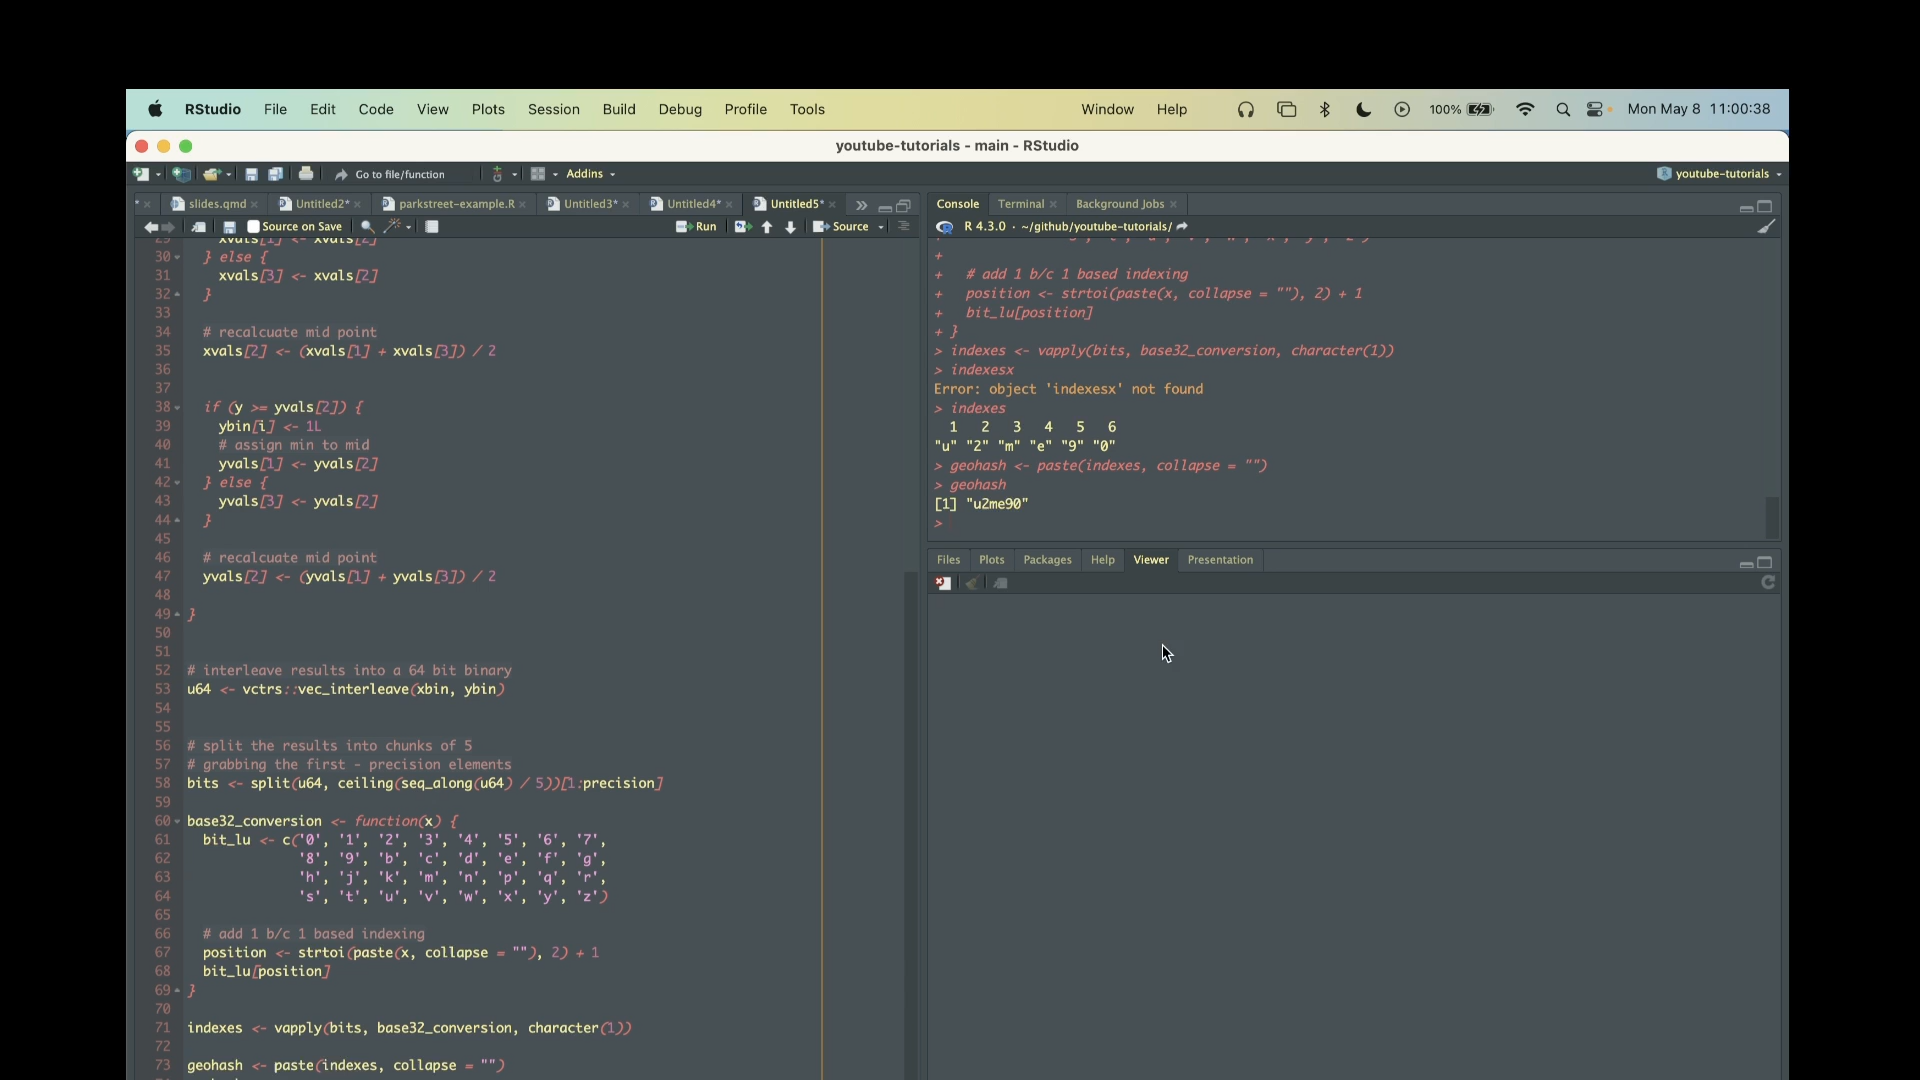 RStudio File Edit Code View Plots Session Build Debug Profile Tools Window Help 100% Mon May 8 11:00:38
youtube-tutorials - main - RStudio
Go to file/function Addins youtube-tutorials
slides.qmd Untitled2* parkstreet-example.R Untitled3* Untitled4* Untitled5*
Source on Save Run Source
29 xvals[1] <- xvals[2]
30 } else {
31 xvals[3] <- xvals[2]
32 }
33
34 # recalcuate mid point
35 xvals[2] <- (xvals[1] + xvals[3]) / 2
36
37
38 if (y >= yvals[2]) {
39 ybin[i] <- 1L
40 # assign min to mid
41 yvals[1] <- yvals[2]
42 } else {
43 yvals[3] <- yvals[2]
44 }
45
46 # recalcuate mid point
47 yvals[2] <- (yvals[1] + yvals[3]) / 2
48
49 }
50
51
52 # interleave results into a 64 bit binary
53 u64 <- vctrs::vec_interleave(xbin, ybin)
54
55
56 # split the results into chunks of 5
57 # grabbing the first - precision elements
58 bits <- split(u64, ceiling(seq_along(u64) / 5))[1:precision]
59
60 base32_conversion <- function(x) {
61 bit_lu <- c('0', '1', '2', '3', '4', '5', '6', '7',
62 '8', '9', 'b', 'c', 'd', 'e', 'f', 'g',
63 'h', 'j', 'k', 'm', 'n', 'p', 'q', 'r',
64 's', 't', 'u', 'v', 'w', 'x', 'y', 'z')
65
66 # add 1 b/c 1 based indexing
67 position <- strtoi(paste(x, collapse = ""), 2) + 1
68 bit_lu[position]
69 }
70
71 indexes <- vapply(bits, base32_conversion, character(1))
72
73 geohash <- paste(indexes, collapse = "")
Console Terminal Background Jobs
R 4.3.0 · ~/github/youtube-tutorials/
+
+ # add 1 b/c 1 based indexing
+ position <- strtoi(paste(x, collapse = ""), 2) + 1
+ bit_lu[position]
+ }
> indexes <- vapply(bits, base32_conversion, character(1))
> indexesx
Error: object 'indexesx' not found
> indexes
1 2 3 4 5 6
"u" "2" "m" "e" "9" "0"
> geohash <- paste(indexes, collapse = "")
> geohash
[1] "u2me90"
>
Files Plots Packages Help Viewer Presentation